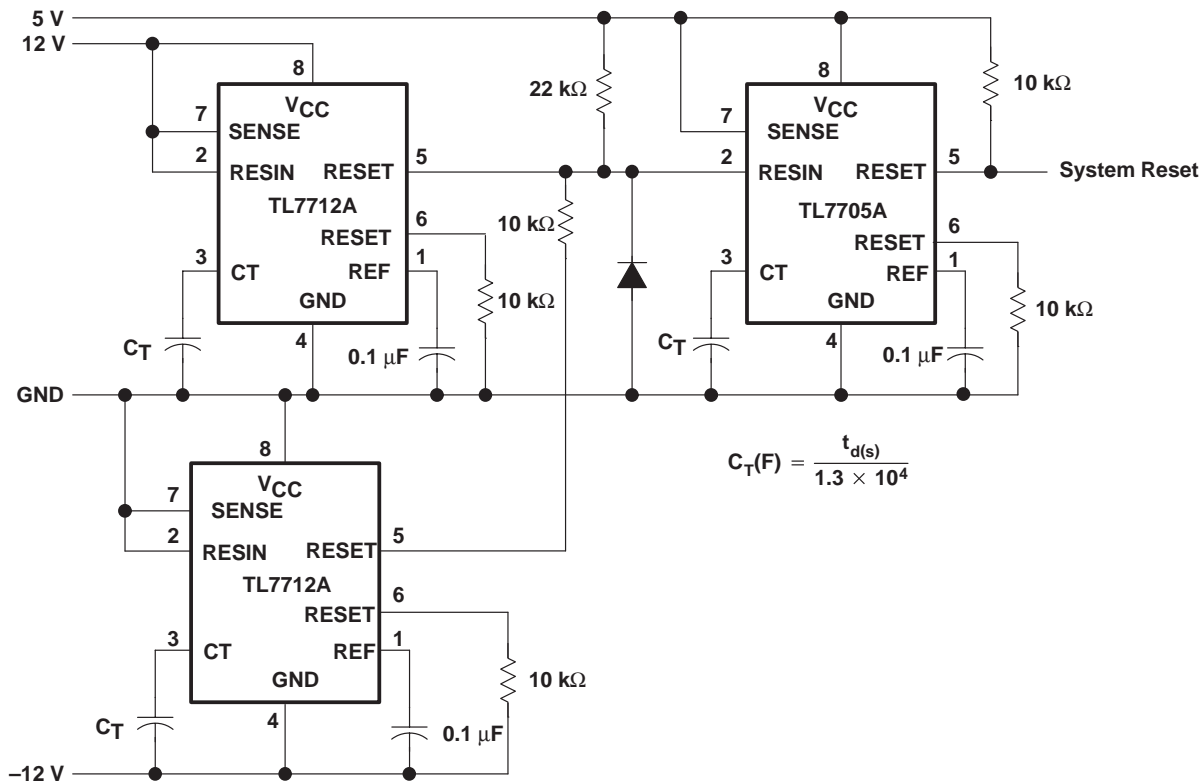 5 V
12 V
8
VCC
7
SENSE
2
RESIN
RESET
5
TL7712A
6
RESET
3
CT
REF
1
GND
4
CT
0.1 μF
10 kΩ
22 kΩ
10 kΩ
8
VCC
7
SENSE
2
RESIN
RESET
5
TL7705A
6
RESET
3
CT
REF
1
GND
4
CT
0.1 μF
10 kΩ
10 kΩ
System Reset
GND
8
VCC
7
SENSE
2
RESIN
RESET
5
TL7712A
6
RESET
3
CT
REF
1
GND
4
CT
0.1 μF
10 kΩ
–12 V
CT(F) = td(s) / 1.3 × 10⁴